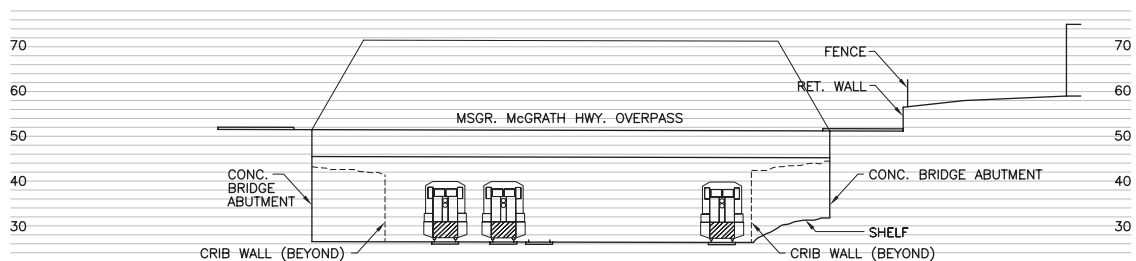 70
60
50
40
30
FENCE
RET. WALL
MSGR. McGRATH HWY. OVERPASS
CONC.
BRIDGE
ABUTMENT
CRIB WALL (BEYOND)
CONC. BRIDGE ABUTMENT
SHELF
CRIB WALL (BEYOND)
70
60
50
40
30